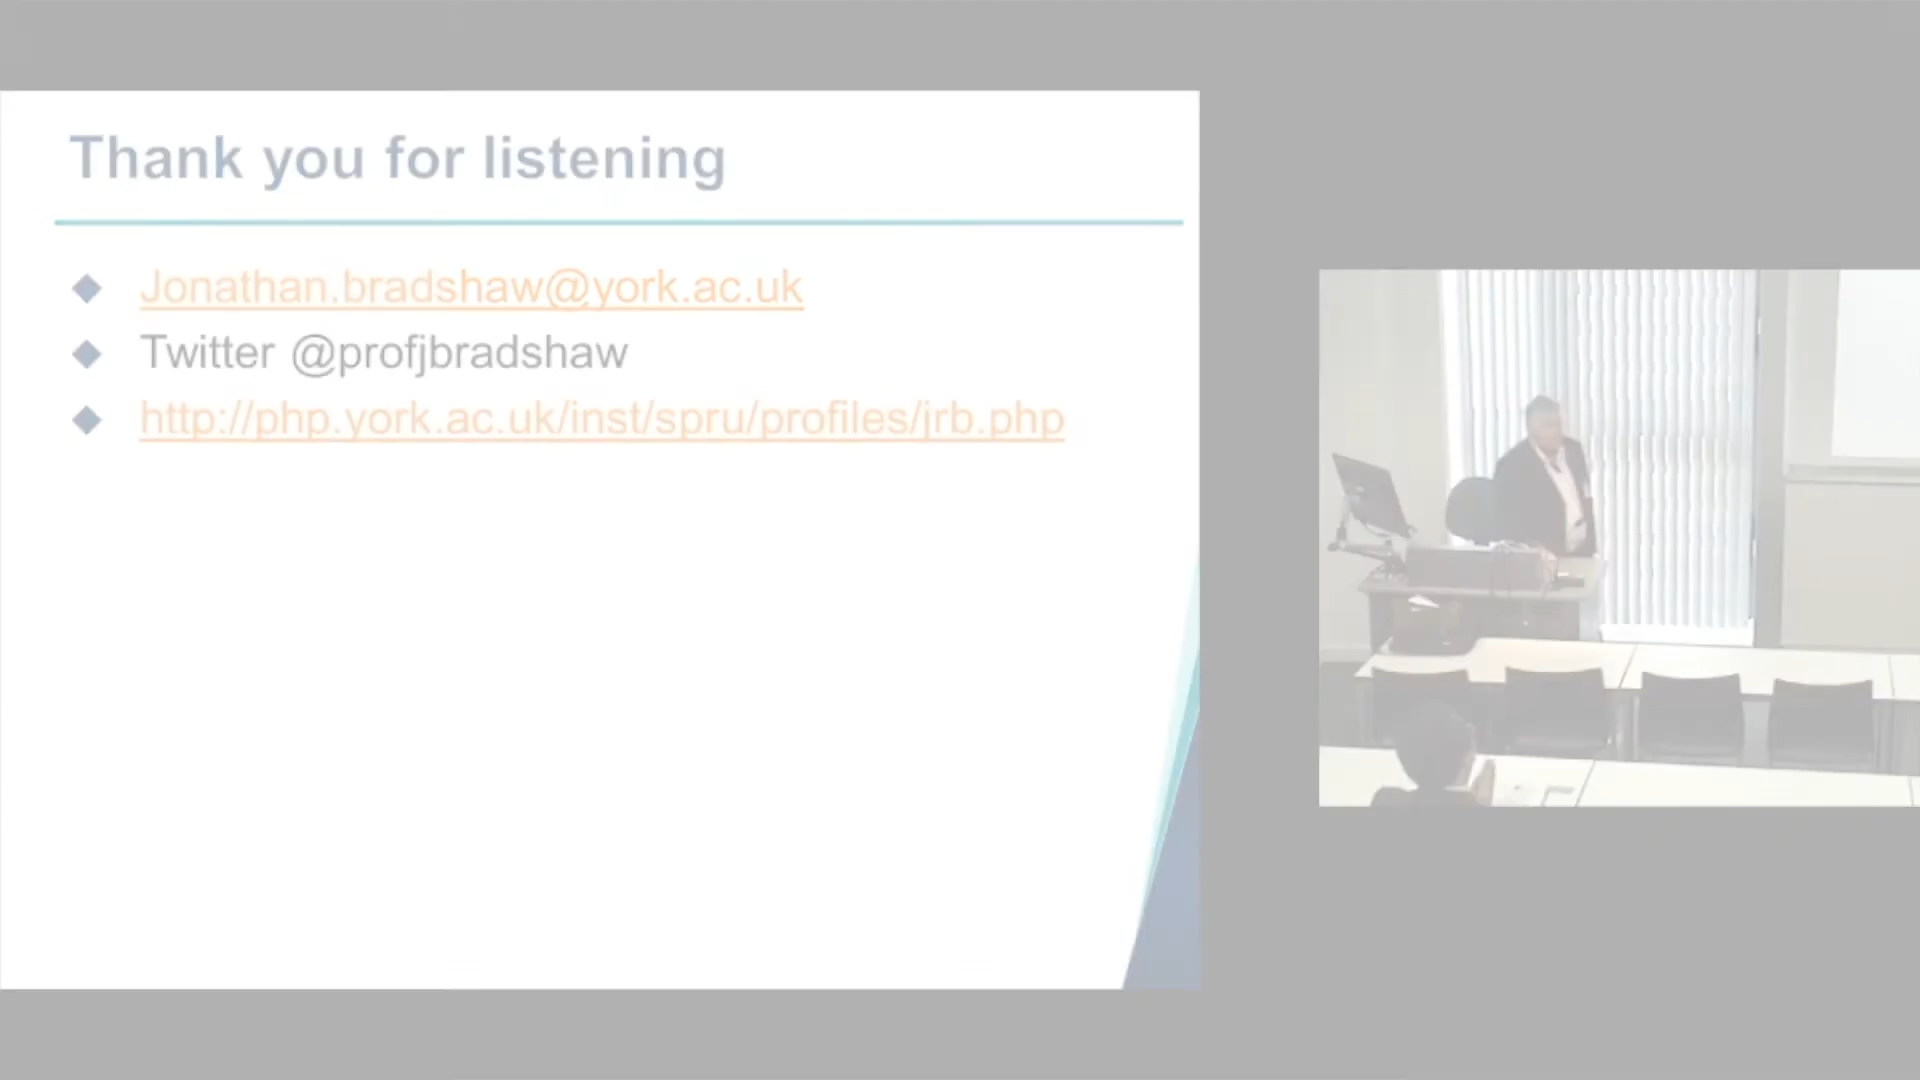 Thank you for listening
Jonathan.bradshaw@york.ac.uk
Twitter @profjbradshaw
http://php.york.ac.uk/inst/spru/profiles/jrb.php